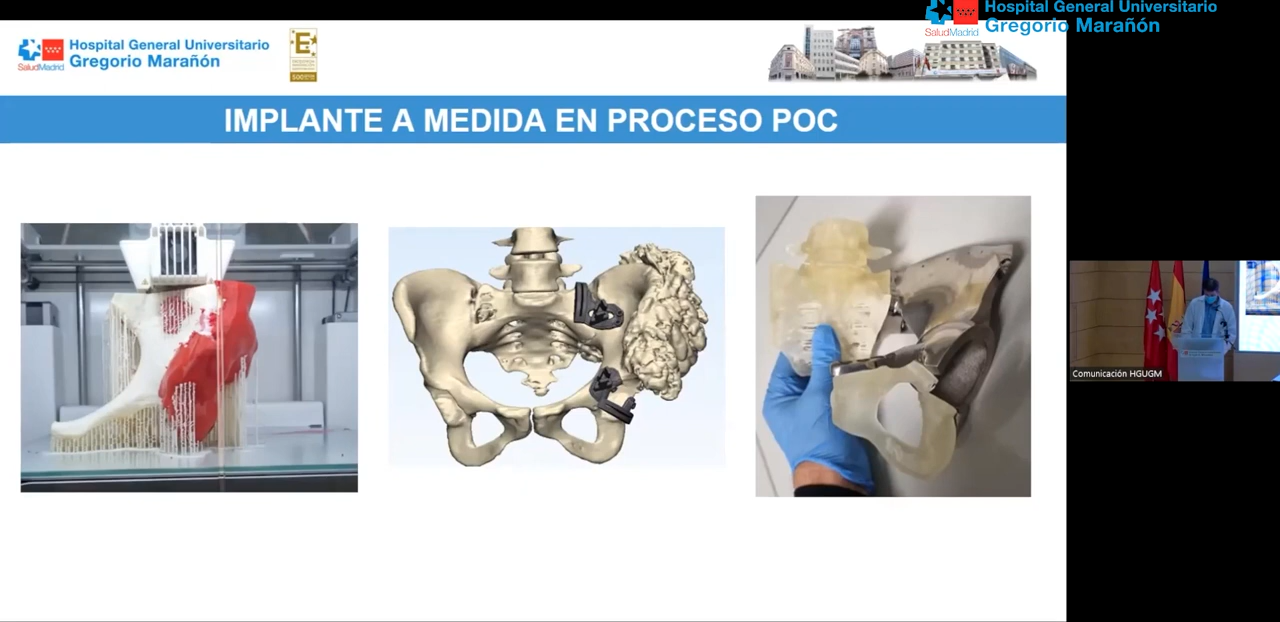 Hospital General Universitario
Gregorio Marañón
SaludMadrid
Hospital General Universitario
Gregorio Marañón
SaludMadrid
500
IMPLANTE A MEDIDA EN PROCESO POC
Comunicación HGUGM